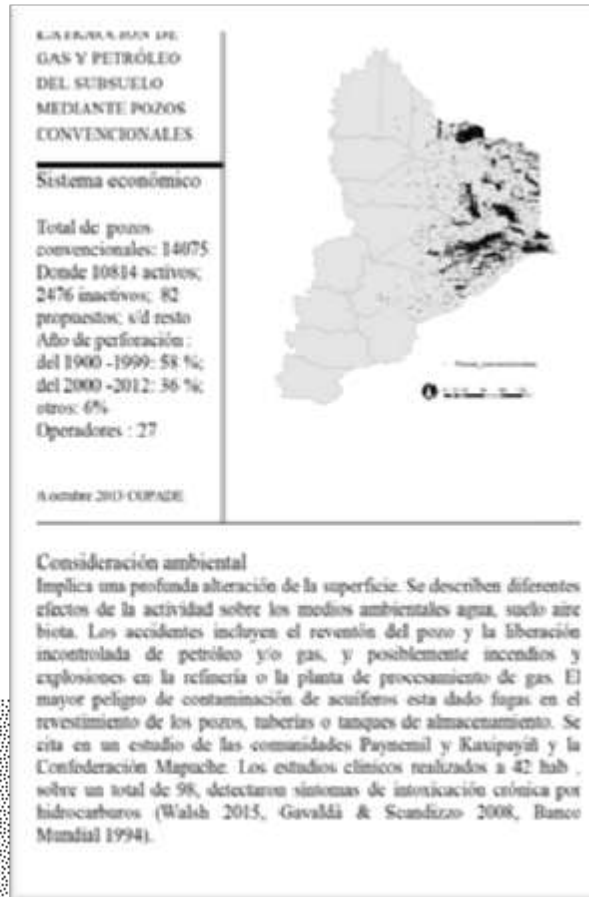 EXTRACCIÓN DE
GAS Y PETRÓLEO
DEL SUBSUELO
MEDIANTE POZOS
CONVENCIONALES
Sistema económico
Total de pozos
convencionales: 14075
Donde 10814 activos;
2476 inactivos; 82
propuestos; s/d resto
Año de perforación :
del 1900 -1999: 58 %;
del 2000 -2012: 36 %;
otros: 6%
Operadores : 27
A octubre 2013 COPADE
Consideración ambiental
Implica una profunda alteración de la superficie. Se describen diferentes
efectos de la actividad sobre los medios ambientales agua, suelo aire
biota. Los accidentes incluyen el reventón del pozo y la liberación
incontrolada de petróleo y/o gas, y posiblemente incendios y
explosiones en la refinería o la planta de procesamiento de gas. El
mayor peligro de contaminación de acuíferos esta dado fugas en el
revestimiento de los pozos, tuberías o tanques de almacenamiento. Se
cita en un estudio de las comunidades Paynemil y Kaxipayiñ y la
Confederación Mapuche. Los estudios clínicos realizados a 42 hab .
sobre un total de 98, detectaron síntomas de intoxicación crónica por
hidrocarburos (Walsh 2015, Gavaldà & Scandizzo 2008, Banco
Mundial 1994).